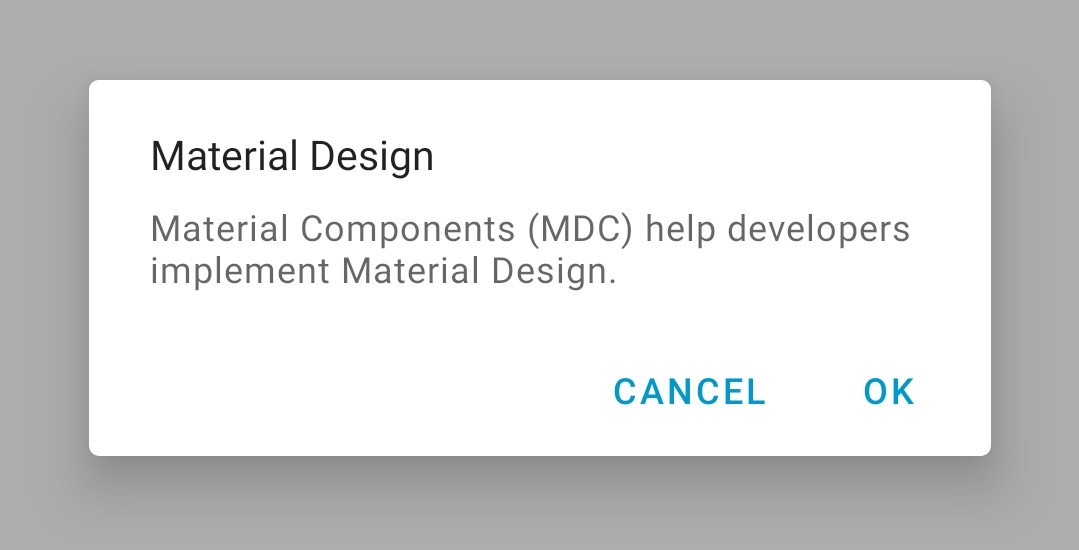 Material Design
Material Components (MDC) help developers
implement Material Design.
CANCEL OK